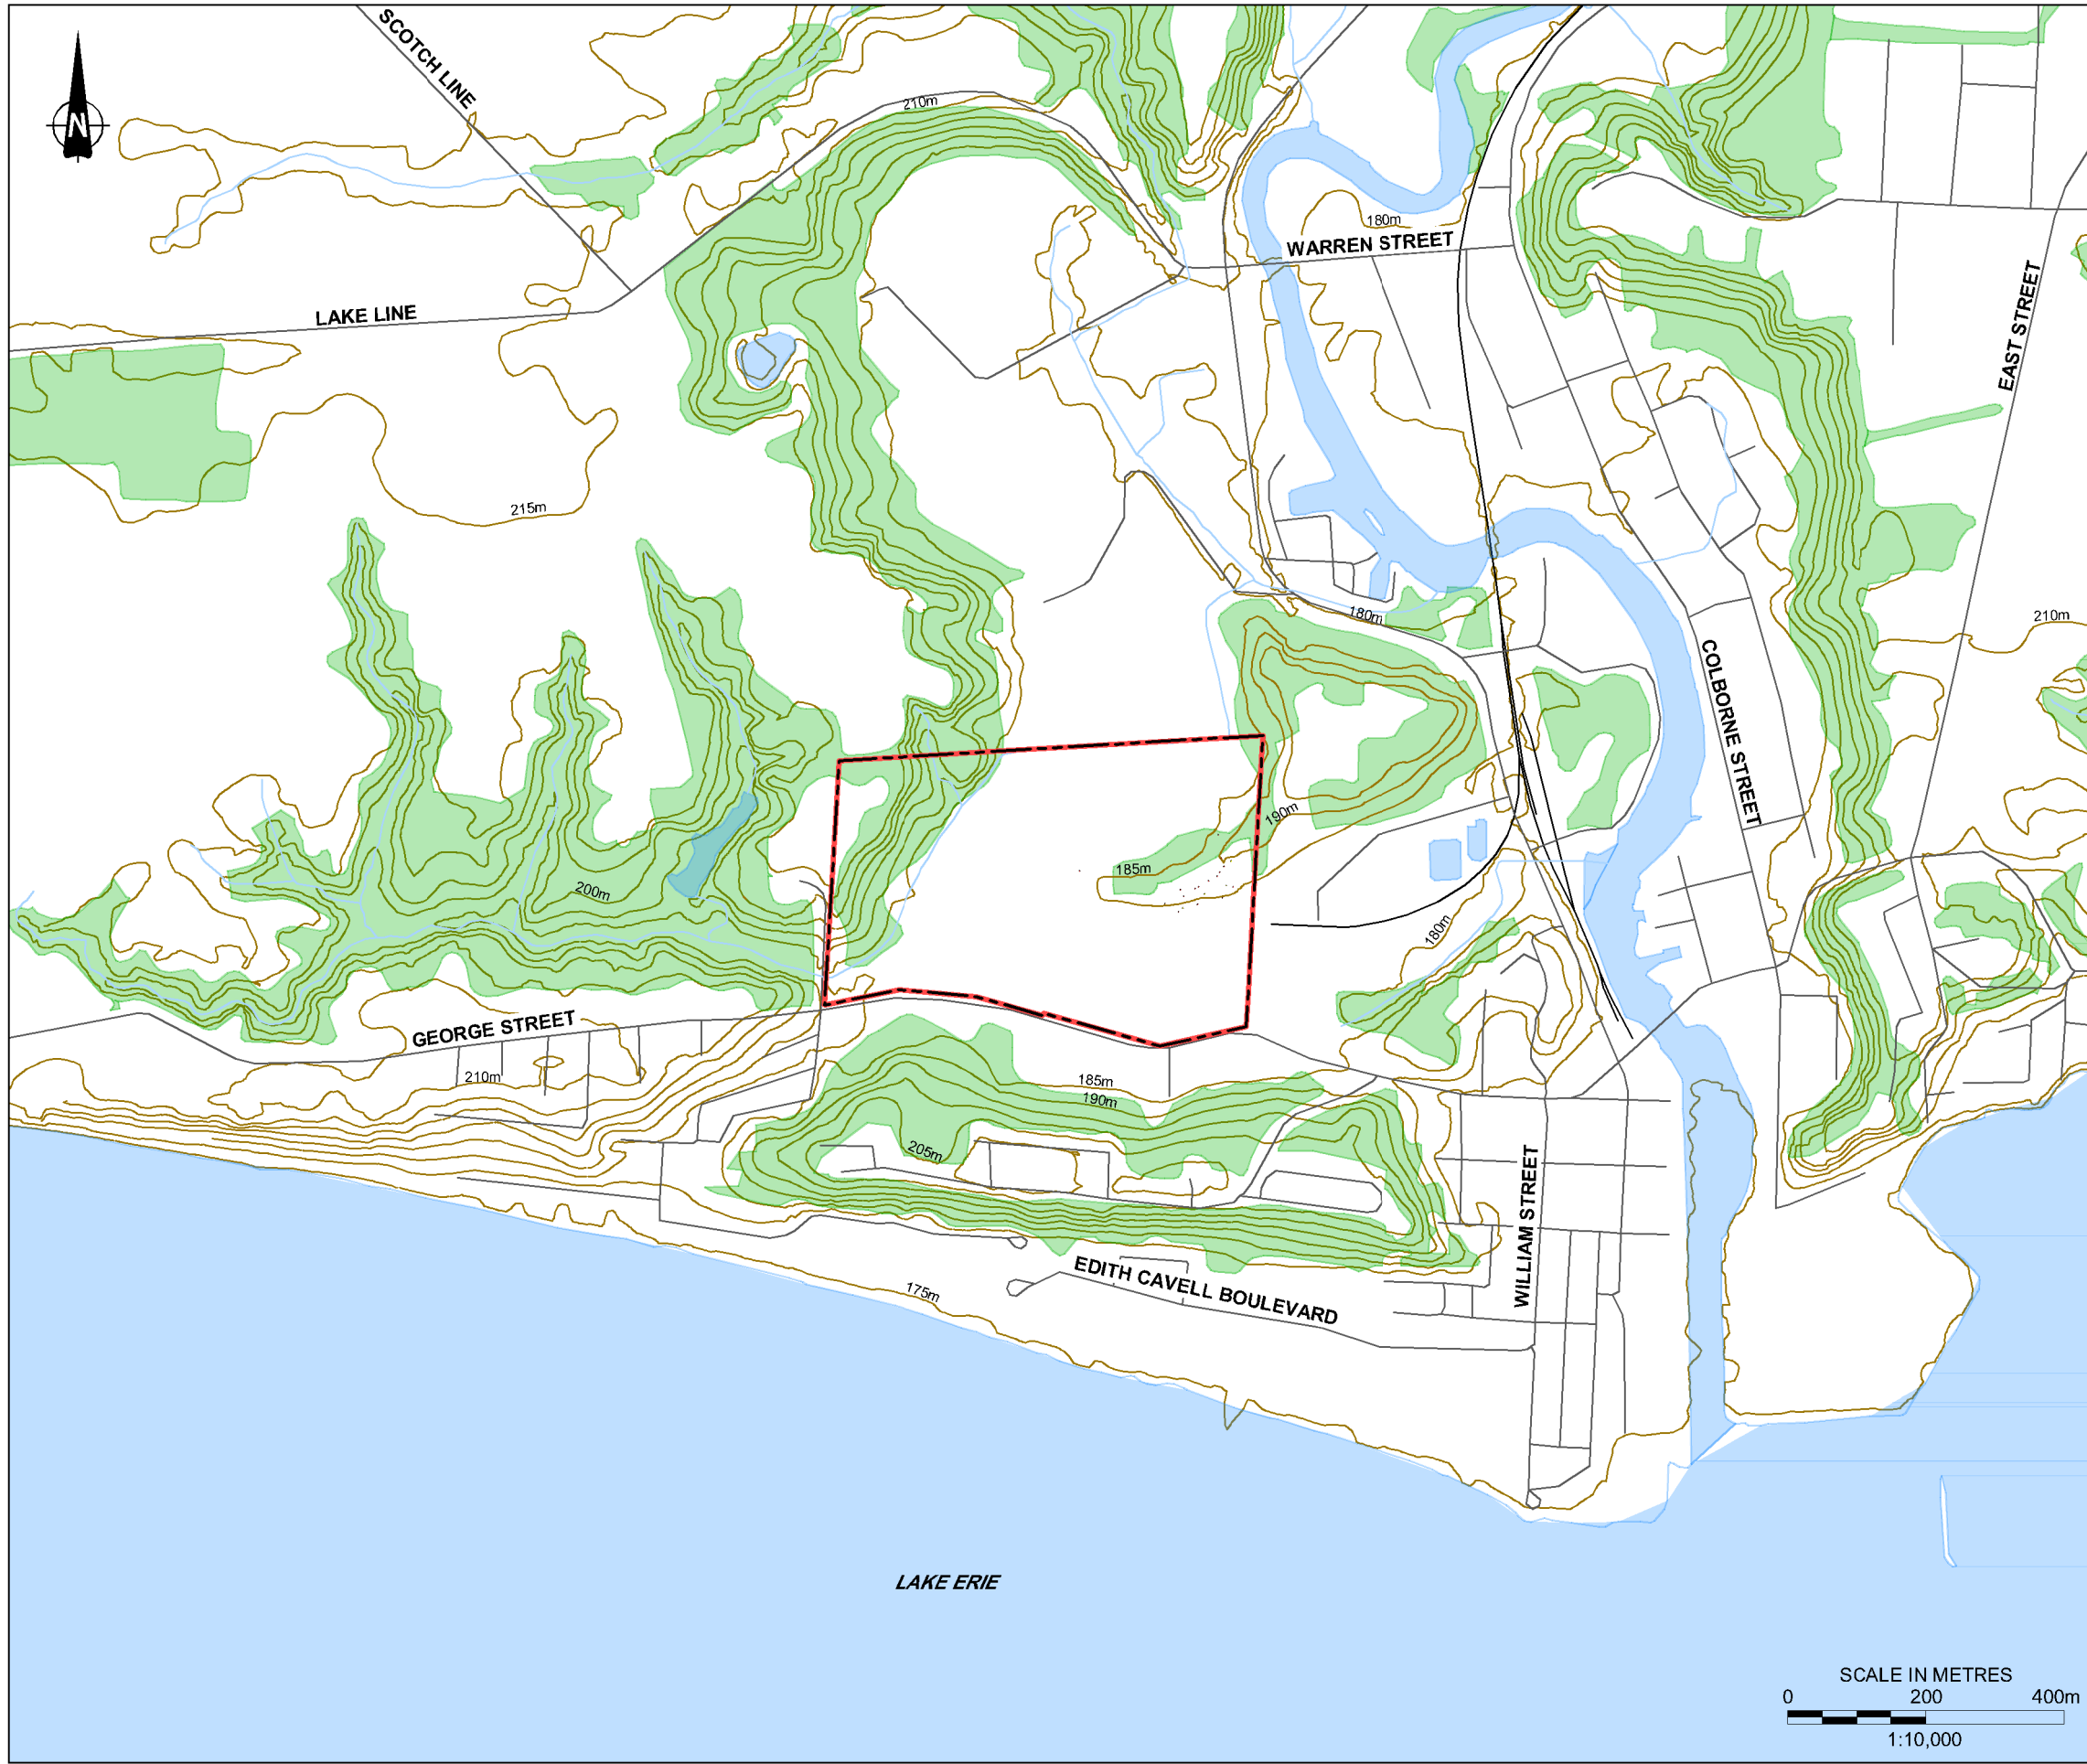 SCOTCH LINE
N
210m
180m
WARREN STREET
LAKE LINE
EAST STREET
215m
180m
210m
COLBORNE STREET
190m
185m
200m
180m
GEORGE STREET
210m
185m
190m
205m
WILLIAM STREET
EDITH CAVELL BOULEVARD
175m
LAKE ERIE
SCALE IN METRES
0 200 400m
1:10,000